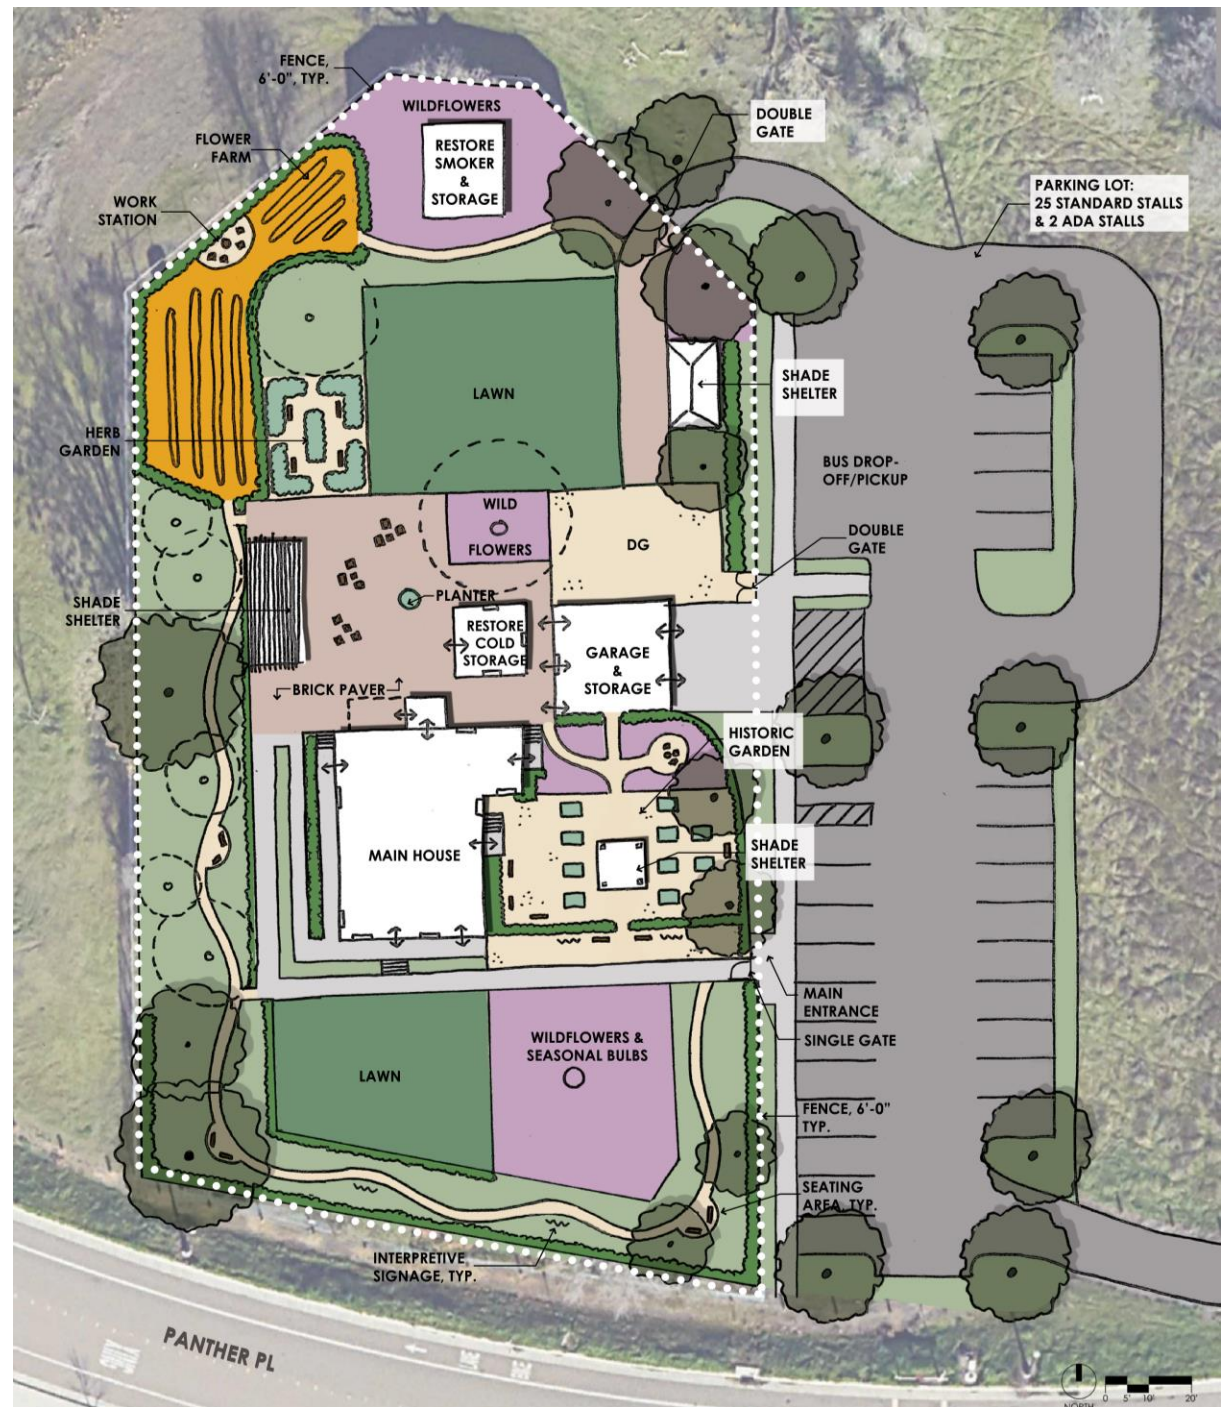 FENCE,
6'-0", TYP.
WILDFLOWERS
DOUBLE
GATE
FLOWER
FARM
RESTORE
SMOKER
&
STORAGE
WORK
STATION
PARKING LOT:
25 STANDARD STALLS
& 2 ADA STALLS
LAWN
SHADE
SHELTER
HERB
GARDEN
BUS DROP-
OFF/PICKUP
WILD
FLOWERS
DG
DOUBLE
GATE
SHADE
SHELTER
PLANTER
RESTORE
COLD
STORAGE
GARAGE
&
STORAGE
BRICK PAVER
HISTORIC
GARDEN
MAIN HOUSE
SHADE
SHELTER
MAIN
ENTRANCE
SINGLE GATE
WILDFLOWERS &
SEASONAL BULBS
LAWN
FENCE, 6'-0"
TYP.
SEATING
AREA, TYP.
INTERPRETIVE
SIGNAGE, TYP.
PANTHER PL
NORTH
0 5' 10' 20'